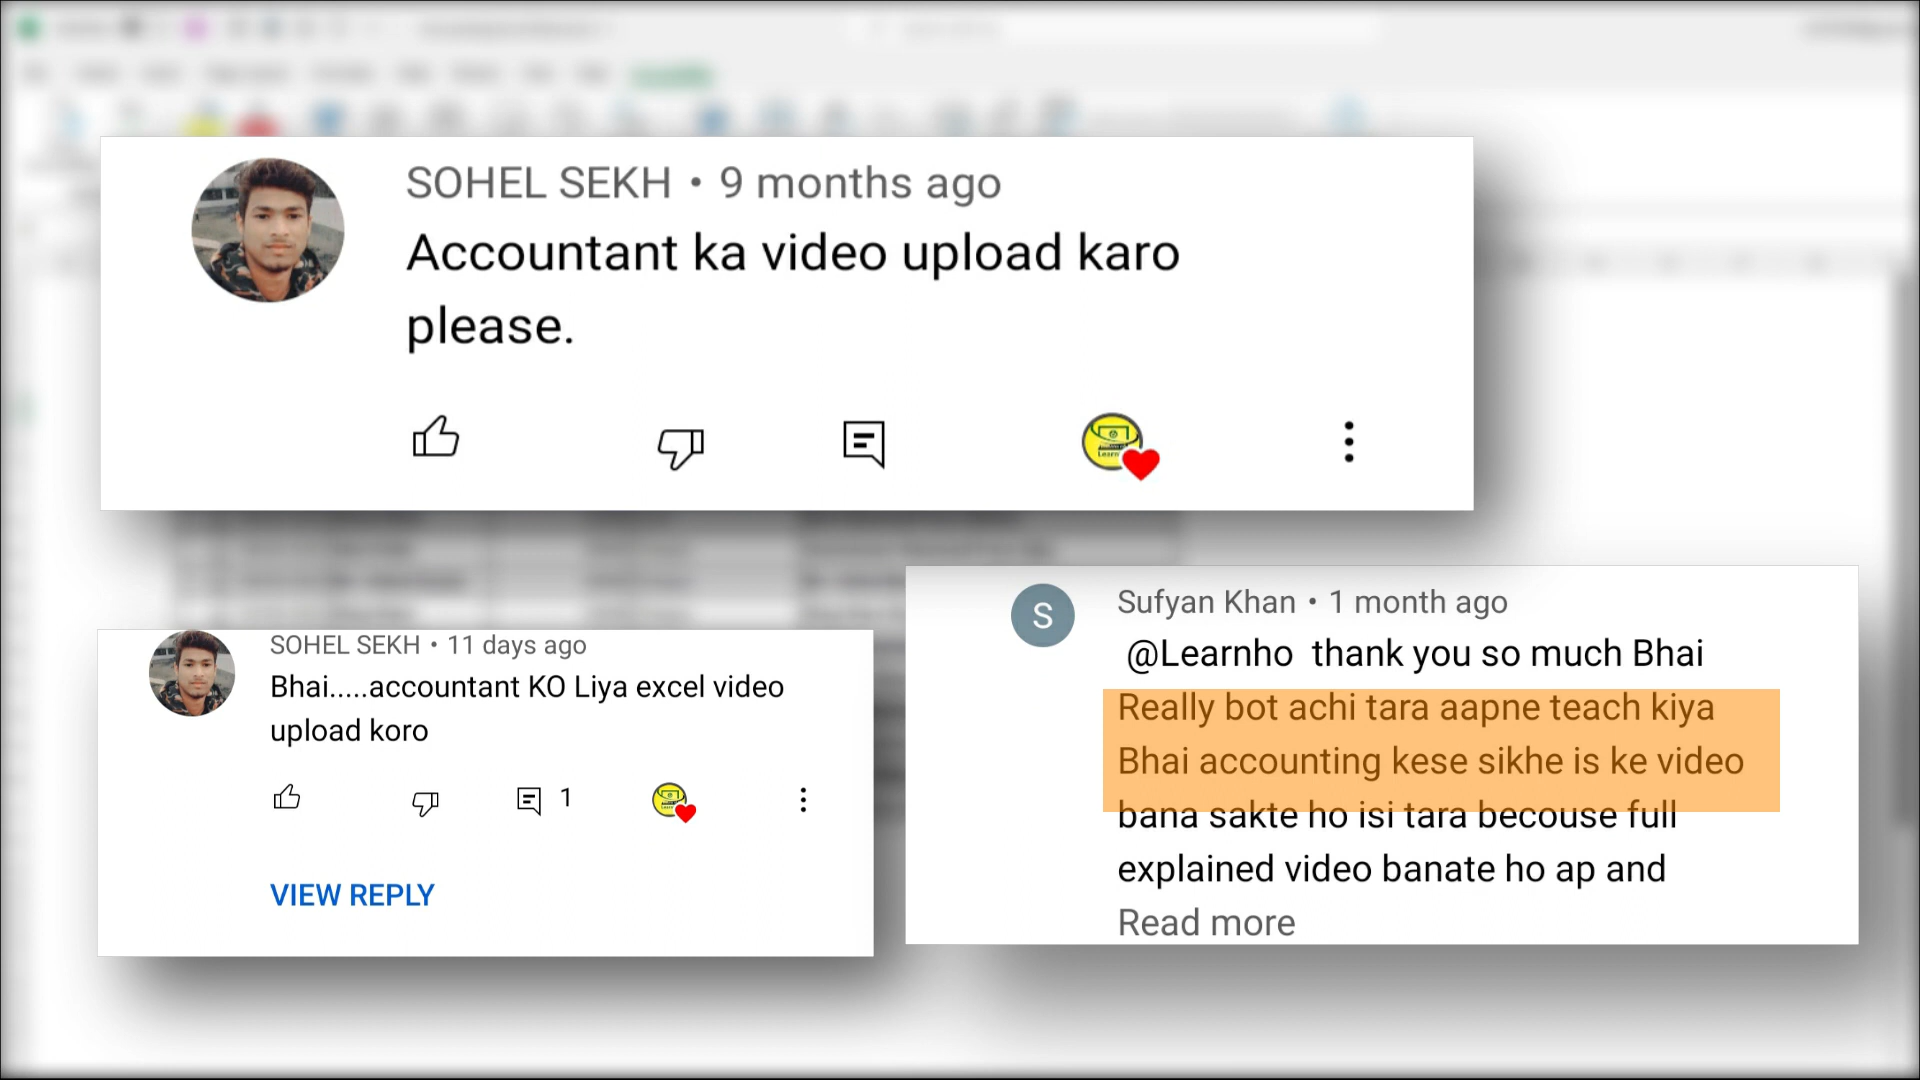 SOHEL SEKH • 9 months ago
Accountant ka video upload karo
please.
SOHEL SEKH • 11 days ago
Bhai.....accountant KO Liya excel video
upload koro
1
VIEW REPLY
S
Sufyan Khan • 1 month ago
@Learnho thank you so much Bhai
Really bot achi tara aapne teach kiya
Bhai accounting kese sikhe is ke video
bana sakte ho isi tara becouse full
explained video banate ho ap and
Read more